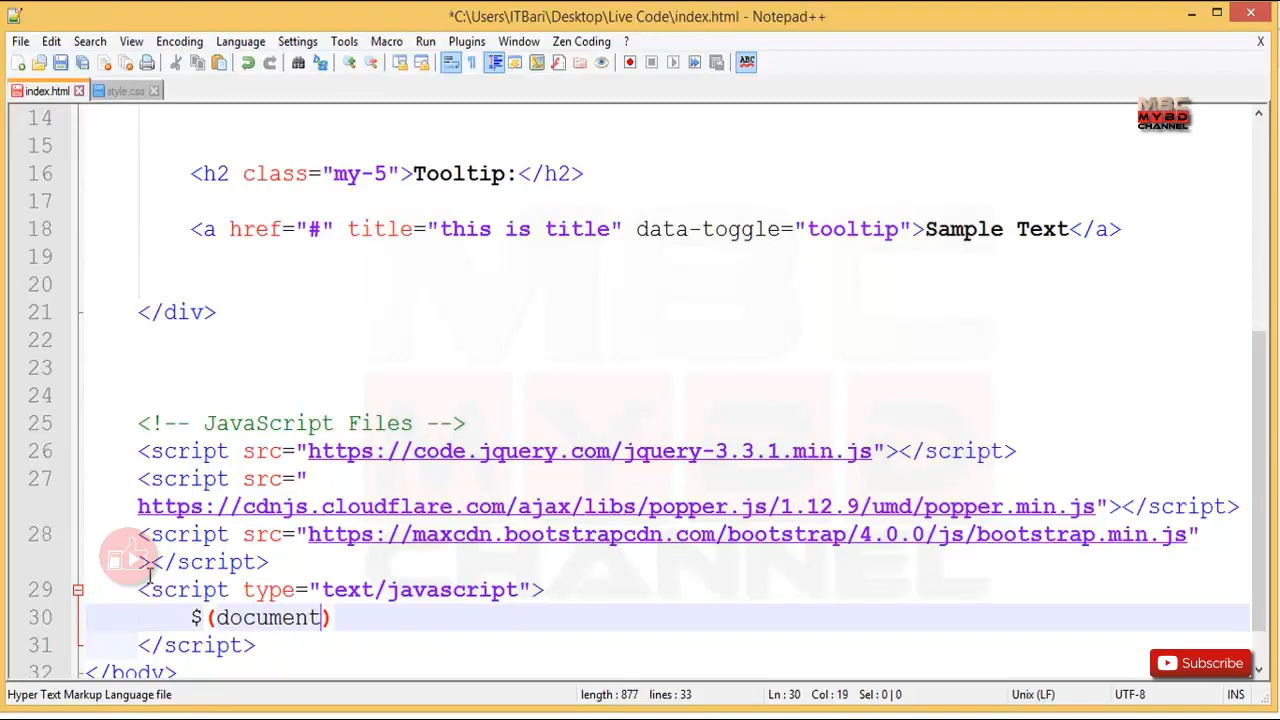 *C:\Users\ITBari\Desktop\Live Code\index.html - Notepad++
File Edit Search View Encoding Language Settings Tools Macro Run Plugins Window Zen Coding ? X
index.html style.css
MBC
MYBD
CHANNEL
14
15
16 <h2 class="my-5">Tooltip:</h2>
17
18 <a href="#" title="this is title" data-toggle="tooltip">Sample Text</a>
19
20
21 </div>
22
23
24
25 <!-- JavaScript Files -->
26 <script src="https://code.jquery.com/jquery-3.3.1.min.js"></script>
27 <script src="
https://cdnjs.cloudflare.com/ajax/libs/popper.js/1.12.9/umd/popper.min.js"></script>
28 <script src="https://maxcdn.bootstrapcdn.com/bootstrap/4.0.0/js/bootstrap.min.js"
></script>
29 <script type="text/javascript">
30 $(document)
31 </script>
32 </body>
Subscribe
Hyper Text Markup Language file length : 877 lines : 33 Ln : 30 Col : 19 Sel : 0 | 0 Unix (LF) UTF-8 INS